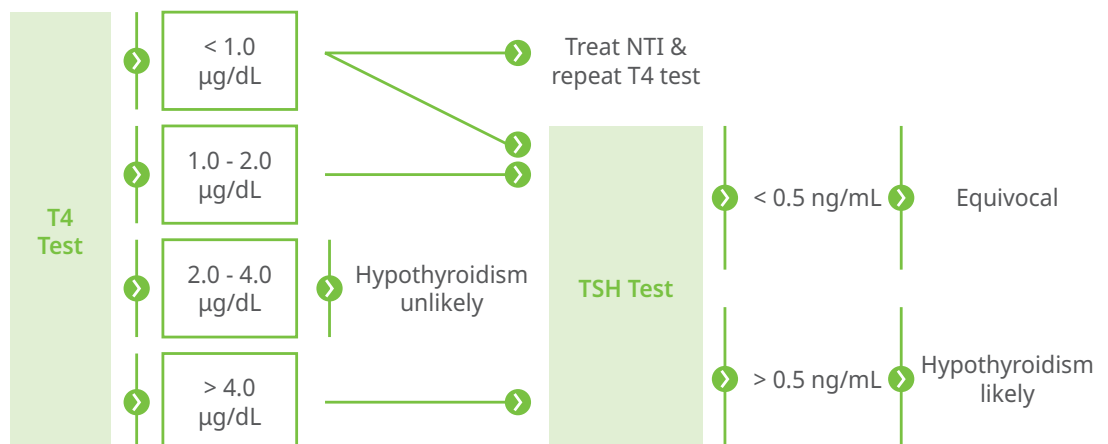 T4
Test
< 1.0
µg/dL
Treat NTI &
repeat T4 test
1.0 - 2.0
µg/dL
2.0 - 4.0
µg/dL
Hypothyroidism
unlikely
> 4.0
µg/dL
TSH Test
< 0.5 ng/mL
Equivocal
> 0.5 ng/mL
Hypothyroidism
likely